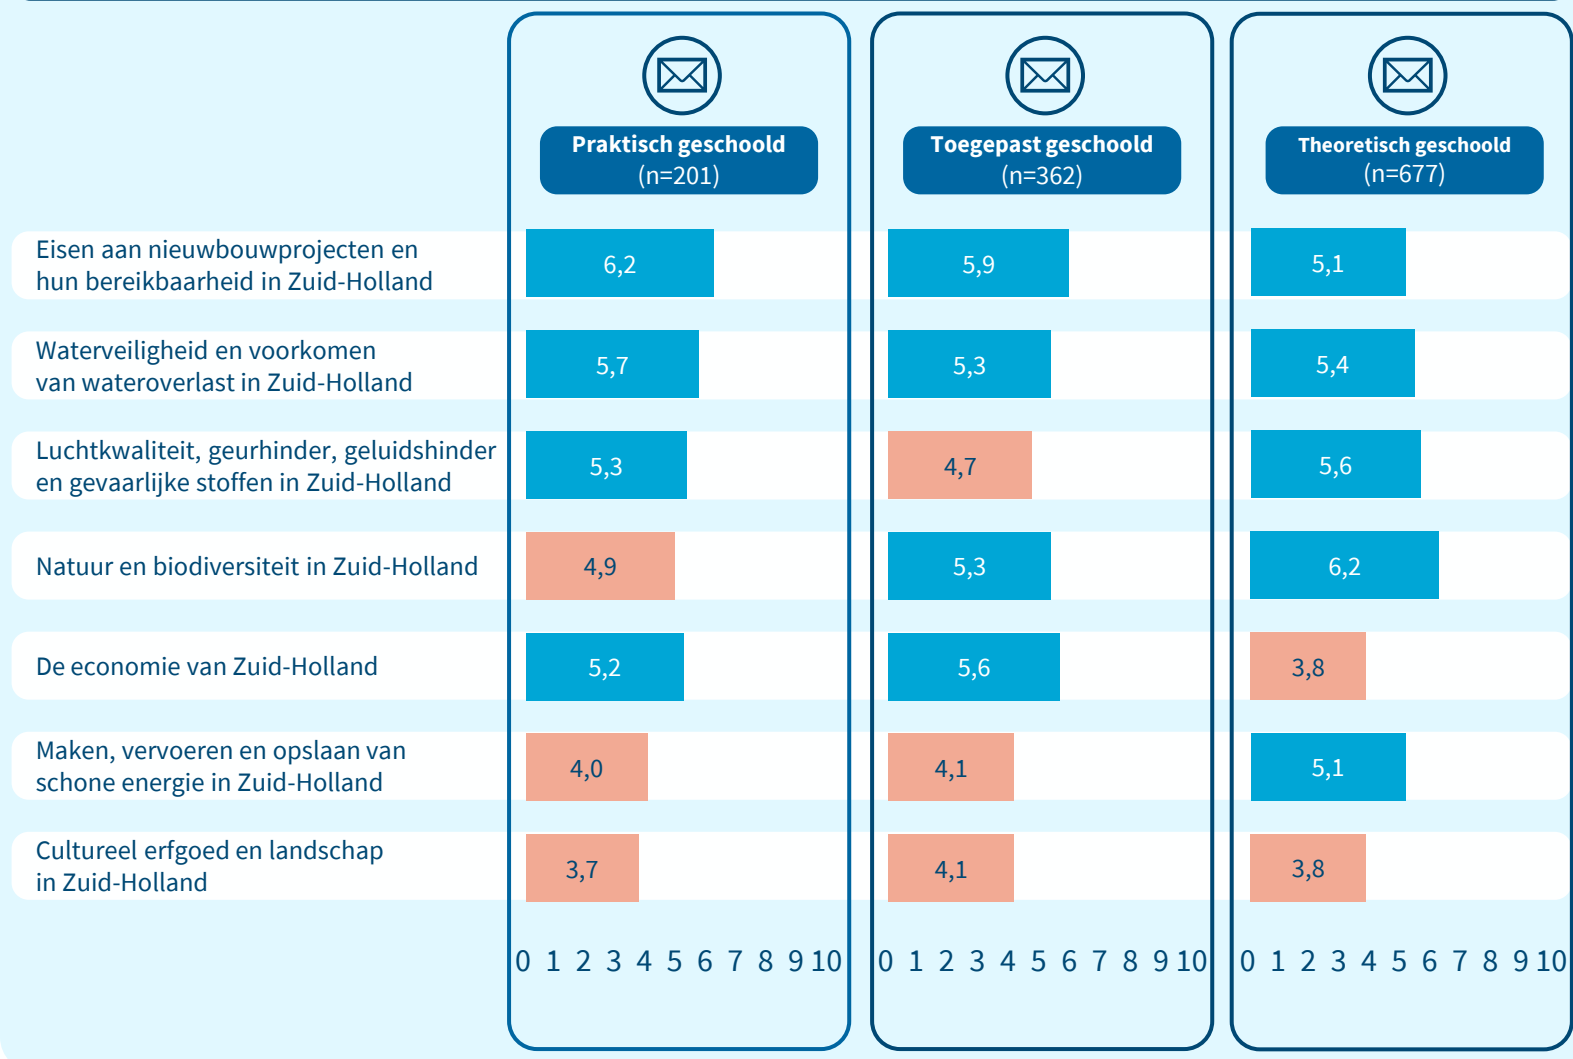 Praktisch geschoold
(n=201)
Toegepast geschoold
(n=362)
Theoretisch geschoold
(n=677)
Eisen aan nieuwbouwprojecten en
hun bereikbaarheid in Zuid-Holland
6,2
5,9
5,1
Waterveiligheid en voorkomen
van wateroverlast in Zuid-Holland
5,7
5,3
5,4
Luchtkwaliteit, geurhinder, geluidshinder
en gevaarlijke stoffen in Zuid-Holland
5,3
4,7
5,6
Natuur en biodiversiteit in Zuid-Holland
4,9
5,3
6,2
De economie van Zuid-Holland
5,2
5,6
3,8
Maken, vervoeren en opslaan van
schone energie in Zuid-Holland
4,0
4,1
5,1
Cultureel erfgoed en landschap
in Zuid-Holland
3,7
4,1
3,8
0 1 2 3 4 5 6 7 8 9 10
0 1 2 3 4 5 6 7 8 9 10
0 1 2 3 4 5 6 7 8 9 10